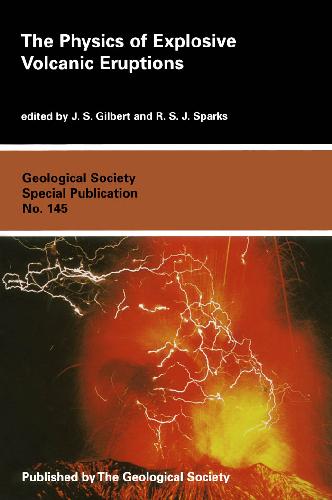 The Physics of Explosive
Volcanic Eruptions
edited by J. S. Gilbert and R. S. J. Sparks
Geological Society
Special Publication
No. 145
Published by The Geological Society